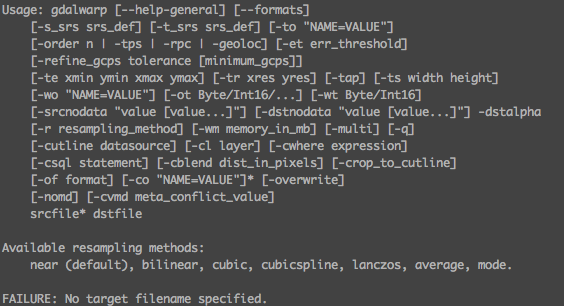 Usage: gdalwarp [--help-general] [--formats]
[-s_srs srs_def] [-t_srs srs_def] [-to "NAME=VALUE"]
[-order n | -tps | -rpc | -geoloc] [-et err_threshold]
[-refine_gcps tolerance [minimum_gcps]]
[-te xmin ymin xmax ymax] [-tr xres yres] [-tap] [-ts width height]
[-wo "NAME=VALUE"] [-ot Byte/Int16/...] [-wt Byte/Int16]
[-srcnodata "value [value...]"] [-dstnodata "value [value...]"] -dstalpha
[-r resampling_method] [-wm memory_in_mb] [-multi] [-q]
[-cutline datasource] [-cl layer] [-cwhere expression]
[-csql statement] [-cblend dist_in_pixels] [-crop_to_cutline]
[-of format] [-co "NAME=VALUE"]* [-overwrite]
[-nomd] [-cvmd meta_conflict_value]
srcfile* dstfile
Available resampling methods:
near (default), bilinear, cubic, cubicspline, lanczos, average, mode.
FAILURE: No target filename specified.